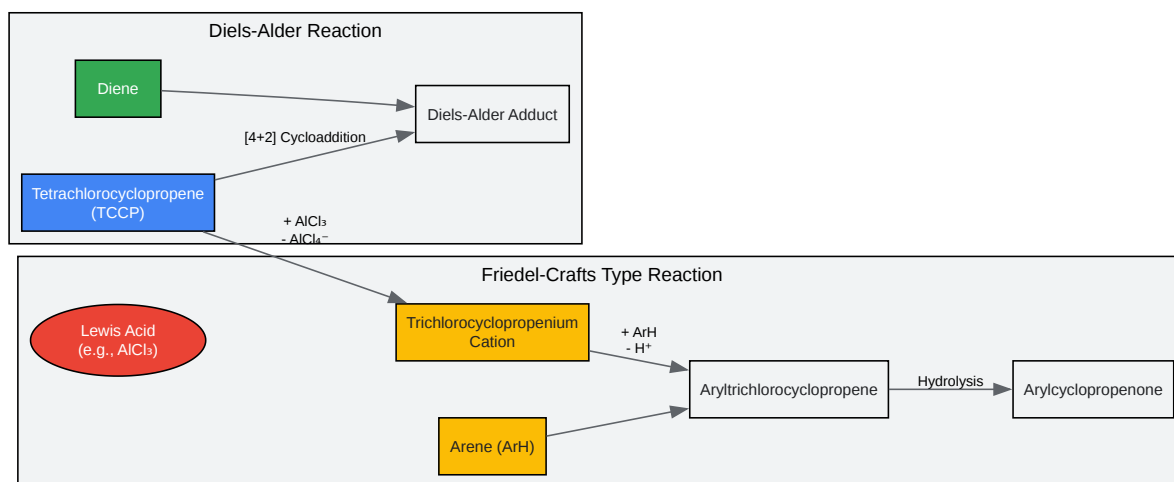 Diels-Alder Reaction
Diene
Diels-Alder Adduct
[4+2] Cycloaddition
Tetrachlorocyclopropene
(TCCP)
+ AlCl₃
- AlCl₄⁻
Friedel-Crafts Type Reaction
Lewis Acid
(e.g., AlCl₃)
Trichlorocyclopropenium
Cation
+ ArH
- H⁺
Aryltrichlorocyclopropene
Hydrolysis
Arylcyclopropenone
Arene (ArH)